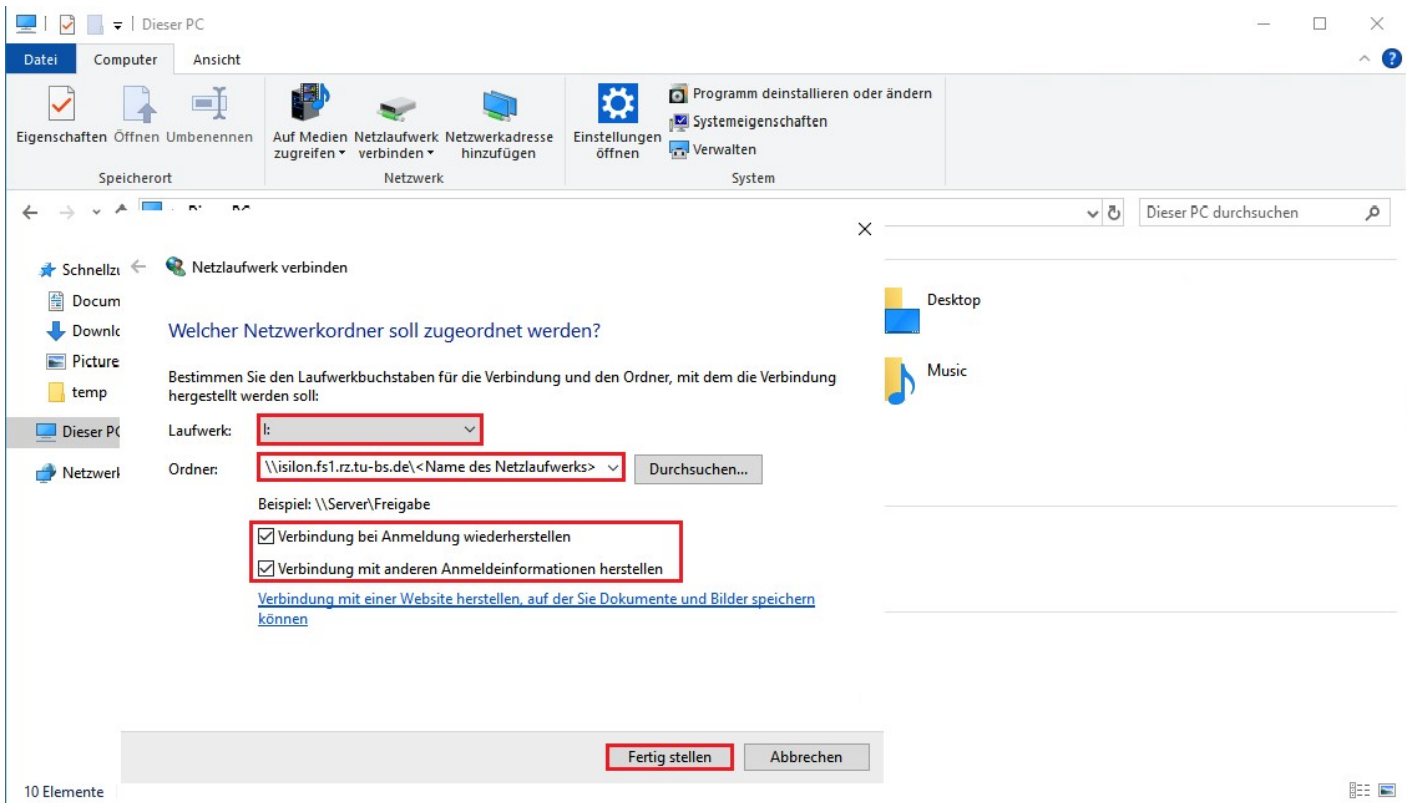 Dieser PC
Datei Computer Ansicht
Eigenschaften Öffnen Umbenennen
Auf Medien zugreifen
Netzlaufwerk verbinden
Netzwerkadresse hinzufügen
Einstellungen öffnen
Programm deinstallieren oder ändern
Systemeigenschaften
Verwalten
Speicherort Netzwerk System
Dieser PC durchsuchen
Schnellzu
Docum
Downlo
Picture
temp
Dieser PC
Netzwerk
Netzlaufwerk verbinden
Welcher Netzwerkordner soll zugeordnet werden?
Bestimmen Sie den Laufwerkbuchstaben für die Verbindung und den Ordner, mit dem die Verbindung
hergestellt werden soll:
Laufwerk: I:
Ordner: \\isilon.fs1.rz.tu-bs.de\<Name des Netzlaufwerks> Durchsuchen...
Beispiel: \\Server\Freigabe
Verbindung bei Anmeldung wiederherstellen
Verbindung mit anderen Anmeldeinformationen herstellen
Verbindung mit einer Website herstellen, auf der Sie Dokumente und Bilder speichern
können
Fertig stellen Abbrechen
Desktop
Music
10 Elemente